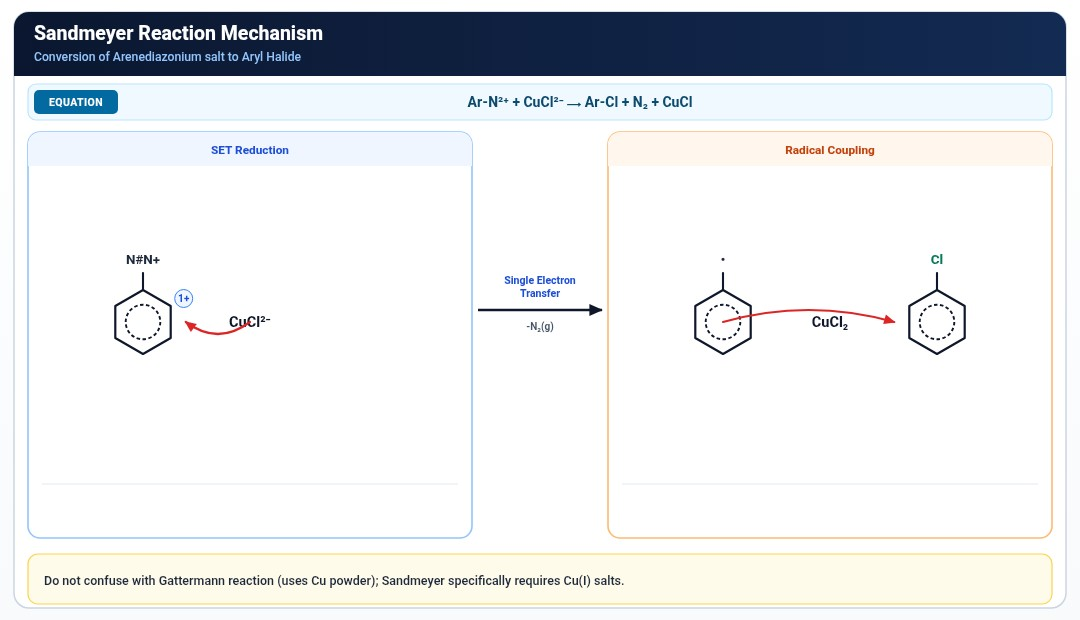 Sandmeyer Reaction Mechanism
Conversion of Arenediazonium salt to Aryl Halide
EQUATION
Ar-N²⁺ + CuCl²⁻ → Ar-Cl + N₂ + CuCl
SET Reduction
Radical Coupling
N#N+
1+
CuCl²⁻
Single Electron
Transfer
-N₂(g)
·
CuCl₂
Cl
Do not confuse with Gattermann reaction (uses Cu powder); Sandmeyer specifically requires Cu(I) salts.